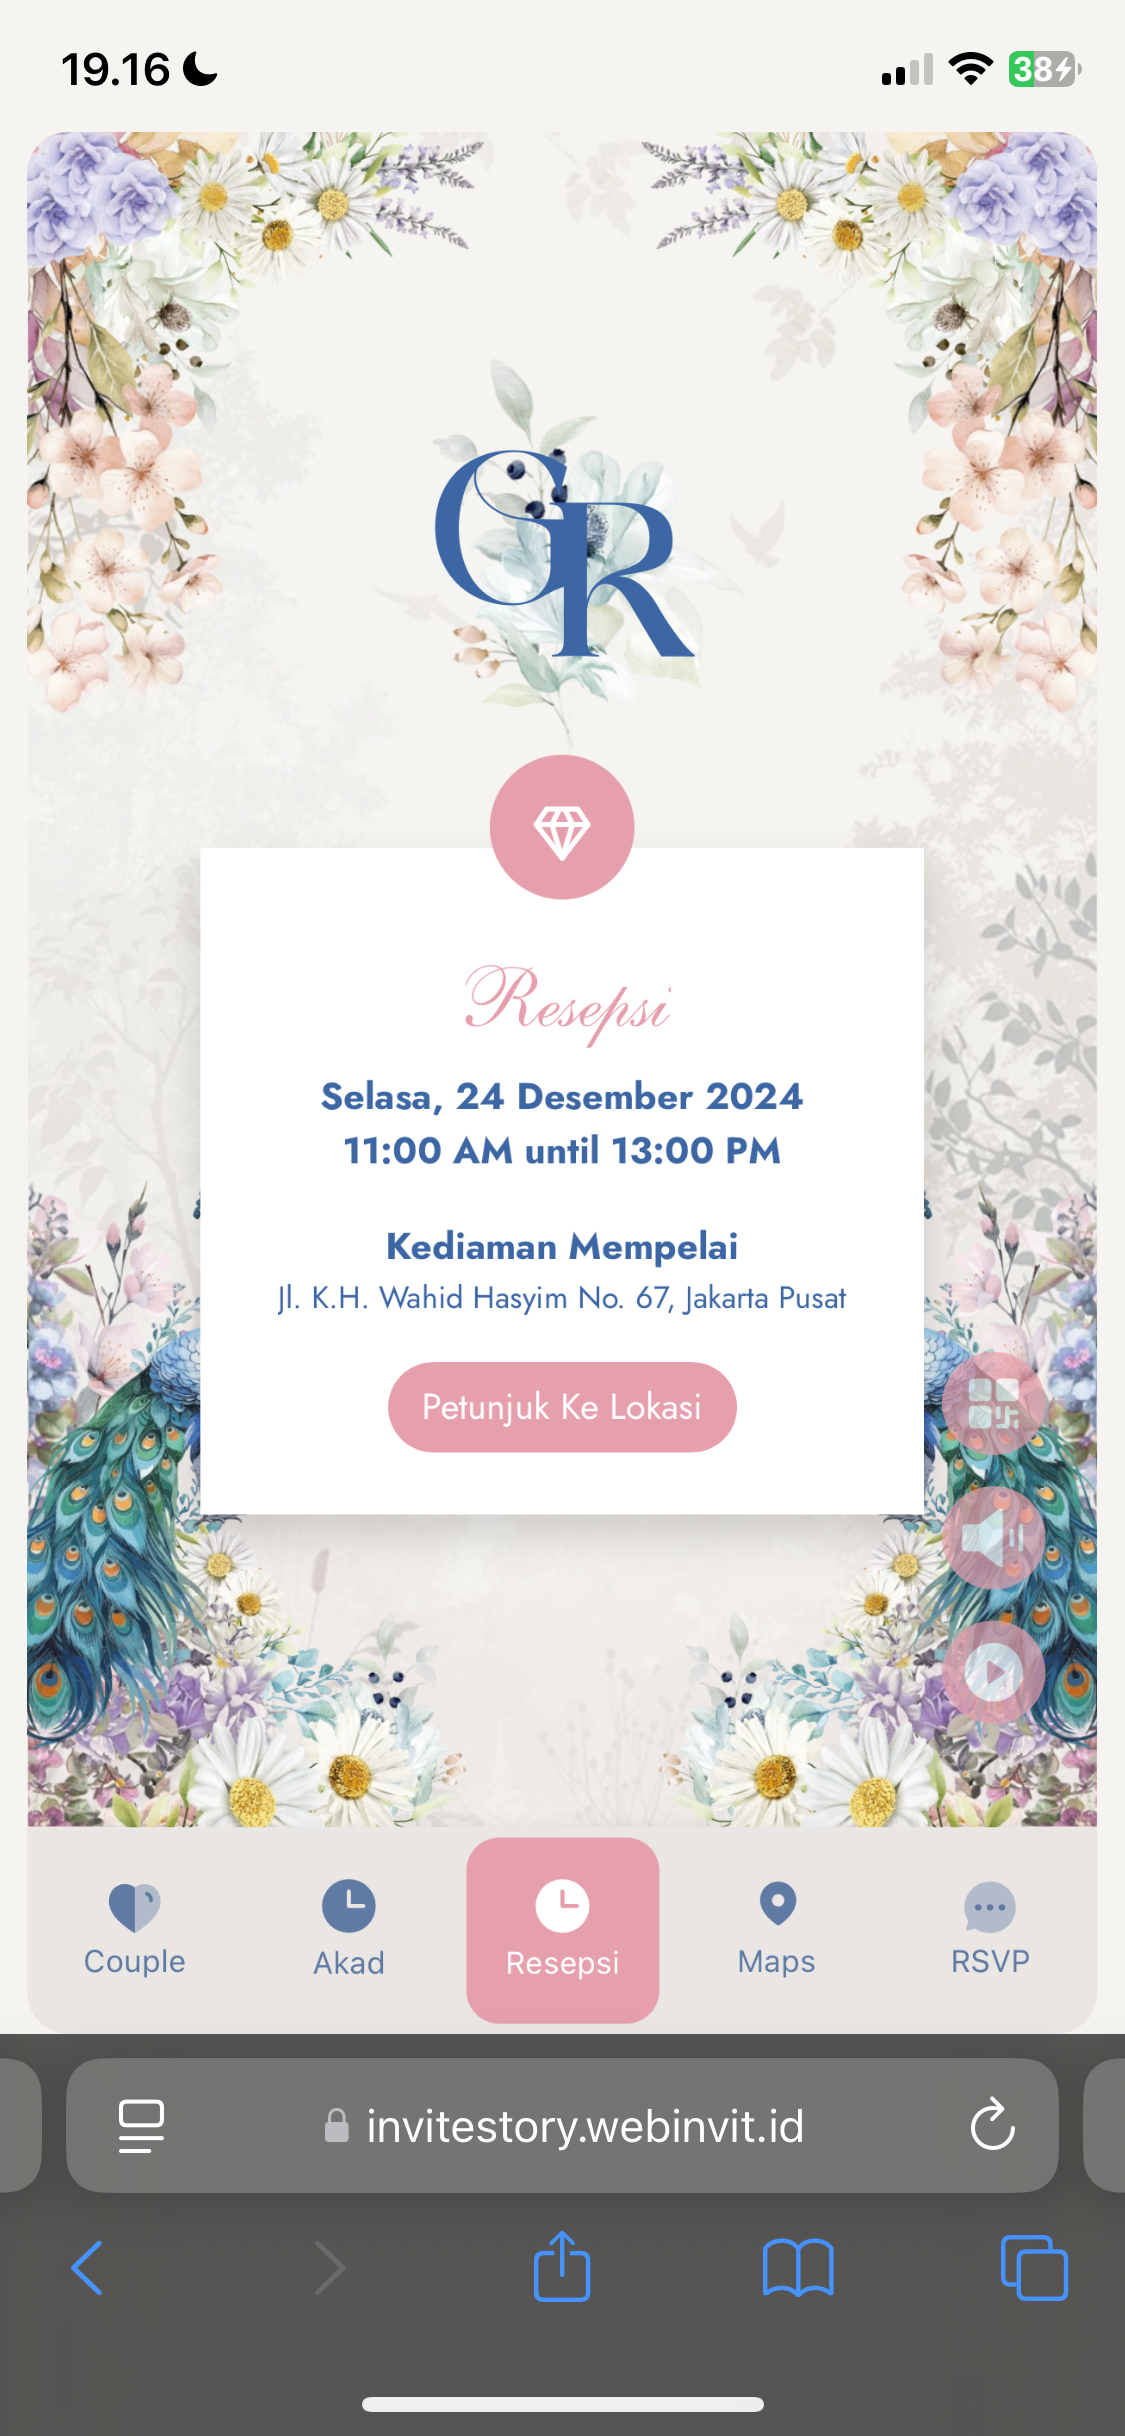 19.16
38
GR
Resepsi
Selasa, 24 Desember 2024
11:00 AM until 13:00 PM
Kediaman Mempelai
Jl. K.H. Wahid Hasyim No. 67, Jakarta Pusat
Petunjuk Ke Lokasi
Couple
Akad
Resepsi
Maps
RSVP
invitestory.webinvit.id